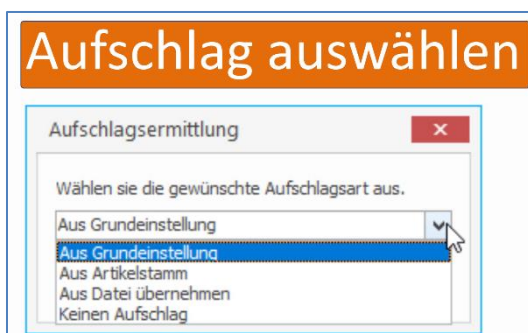 Aufschlag auswählen
Aufschlagsermittlung
Wählen sie die gewünschte Aufschlagsart aus.
Aus Grundeinstellung
Aus Grundeinstellung
Aus Artikelstamm
Aus Datei übernehmen
Keinen Aufschlag